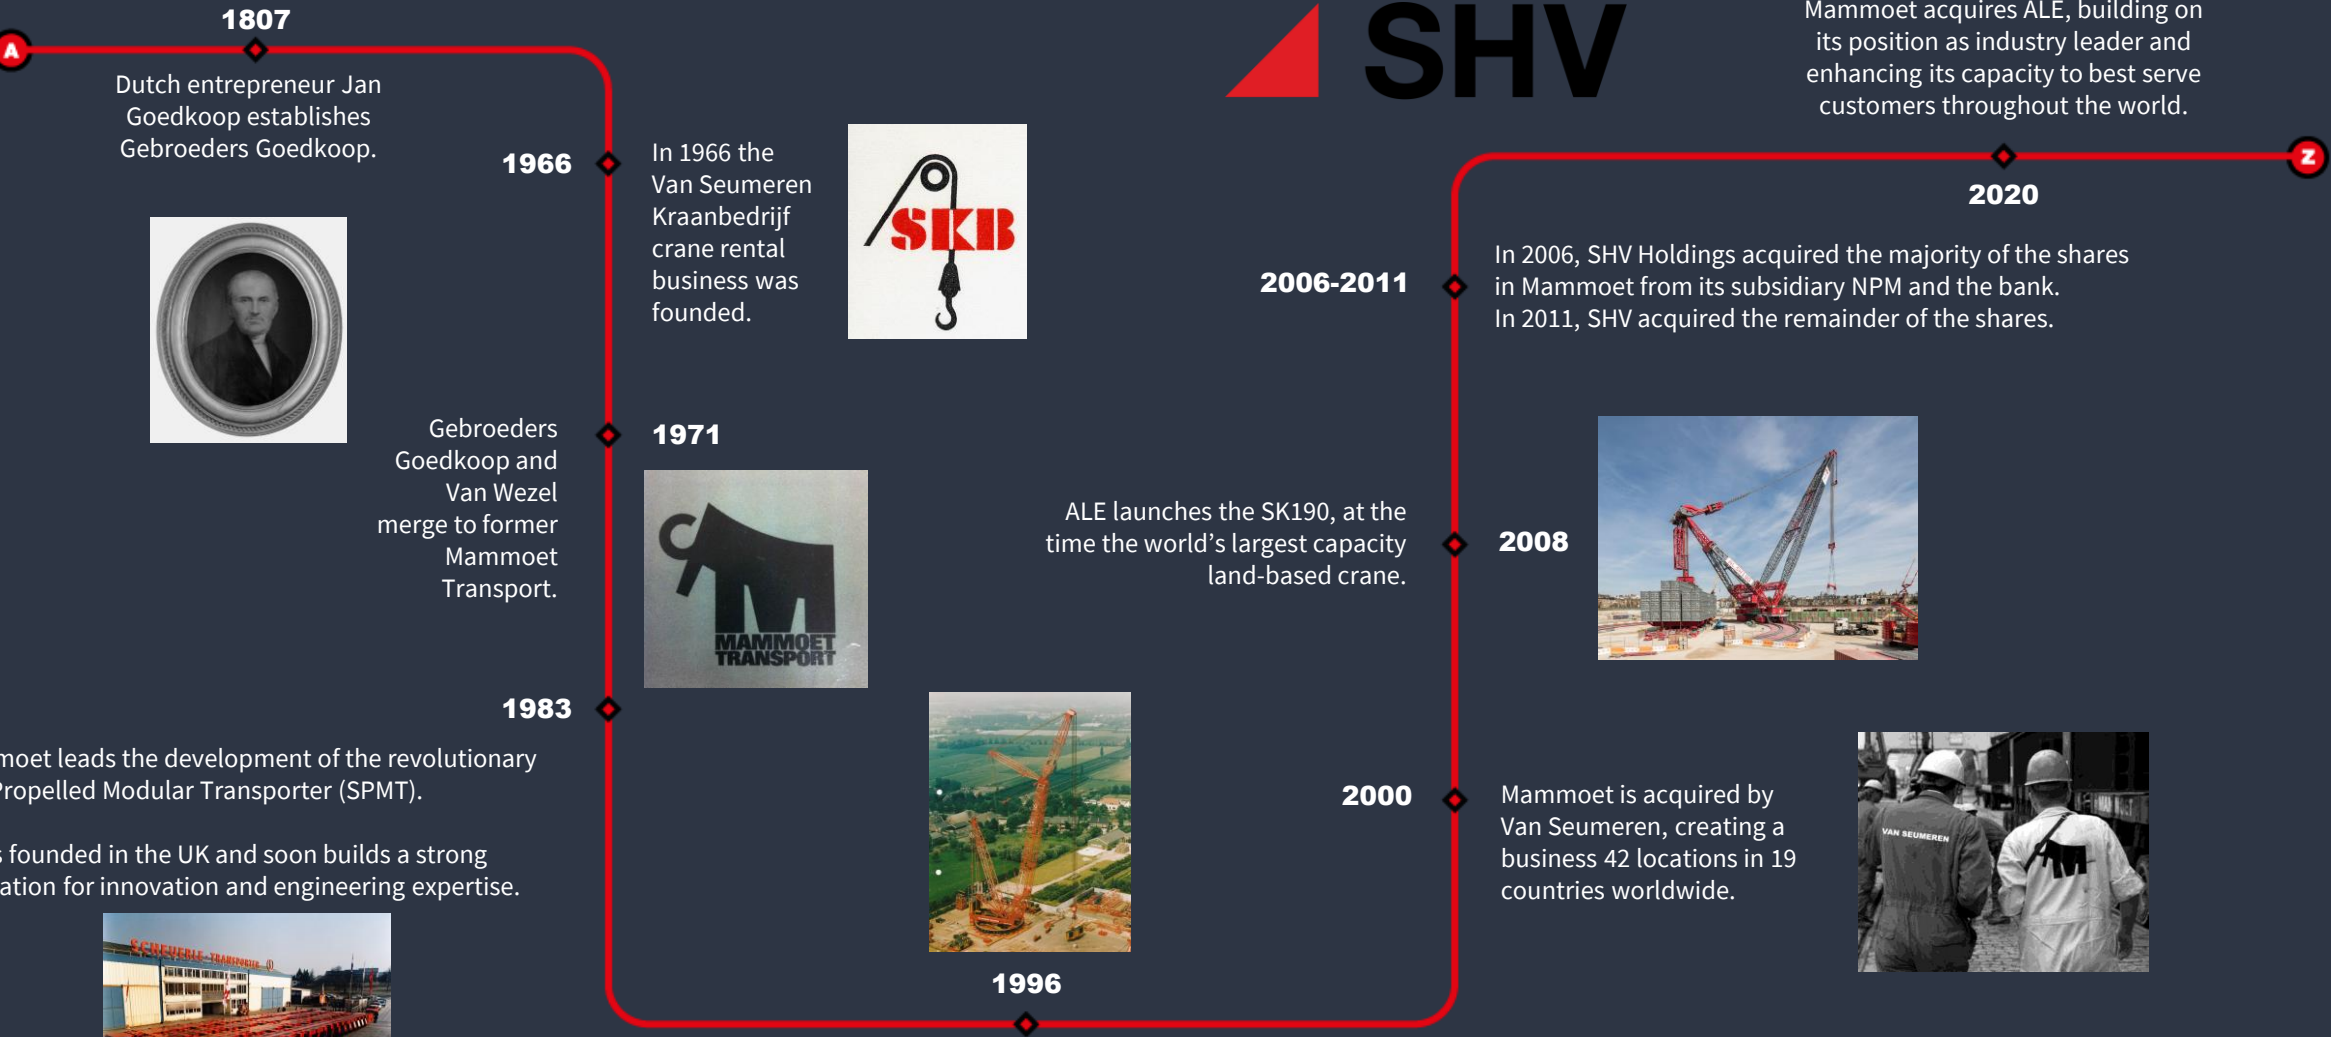 A
1807
Dutch entrepreneur Jan
Goedkoop establishes
Gebroeders Goedkoop.
1966
In 1966 the
Van Seumeren
Kraanbedrijf
crane rental
business was
founded.
SKB
1971
Gebroeders
Goedkoop and
Van Wezel
merge to former
Mammoet
Transport.
MAMMOET
TRANSPORT
1983
moet leads the development of the revolutionary
Propelled Modular Transporter (SPMT).
founded in the UK and soon builds a strong
ation for innovation and engineering expertise.
SCHEUERLE TRANSPORTER
1996
2000
Mammoet is acquired by
Van Seumeren, creating a
business 42 locations in 19
countries worldwide.
VAN SEUMEREN
M
ALE launches the SK190, at the
time the world’s largest capacity
land-based crane.
2008
2006-2011
In 2006, SHV Holdings acquired the majority of the shares
in Mammoet from its subsidiary NPM and the bank.
In 2011, SHV acquired the remainder of the shares.
SHV
Mammoet acquires ALE, building on
its position as industry leader and
enhancing its capacity to best serve
customers throughout the world.
2020
Z